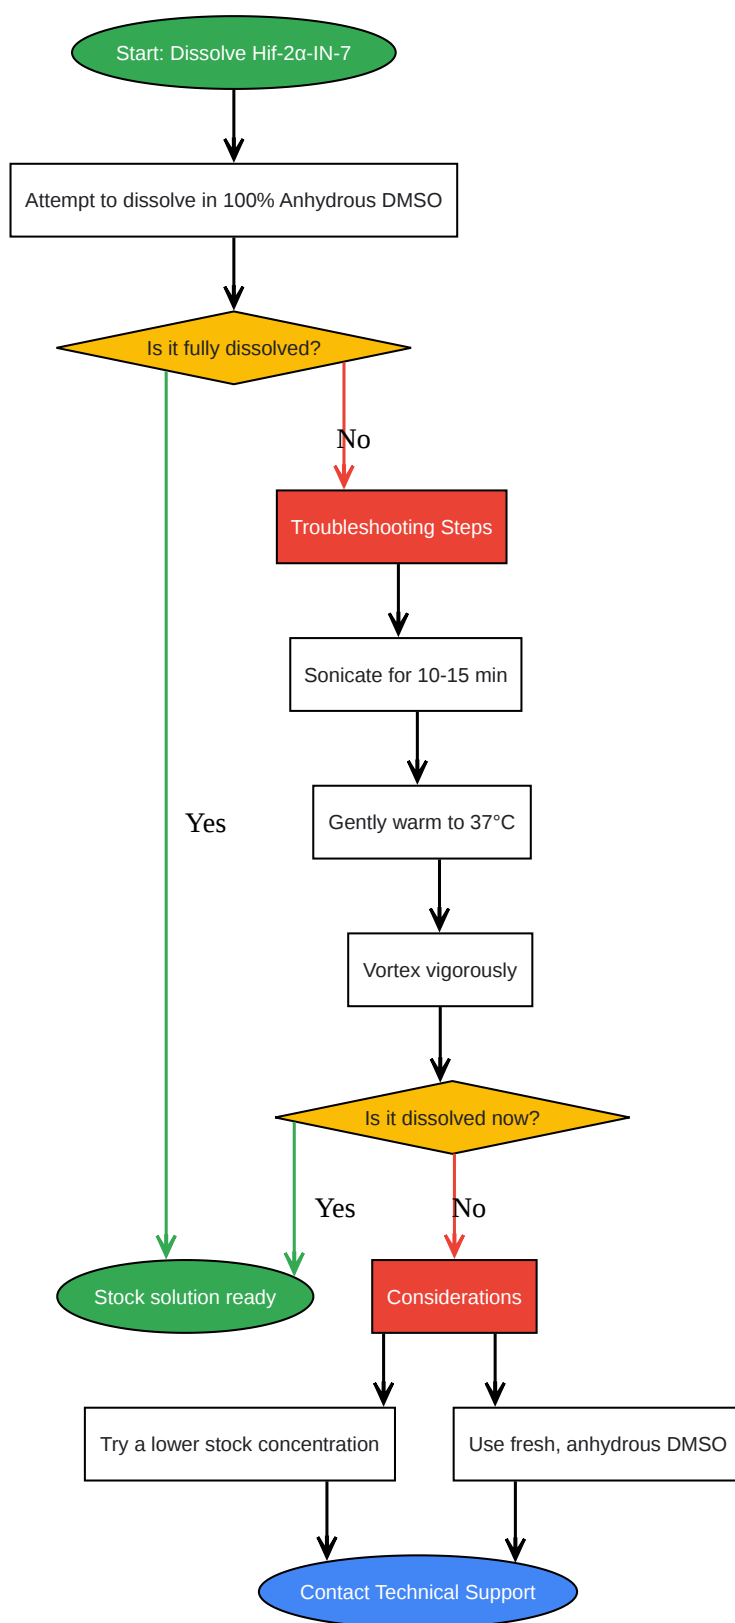 Start: Dissolve Hif-2α-IN-7
Attempt to dissolve in 100% Anhydrous DMSO
Is it fully dissolved?
No
Troubleshooting Steps
Sonicate for 10-15 min
Yes
Gently warm to 37°C
Vortex vigorously
Is it dissolved now?
Yes
No
Stock solution ready
Considerations
Try a lower stock concentration
Use fresh, anhydrous DMSO
Contact Technical Support